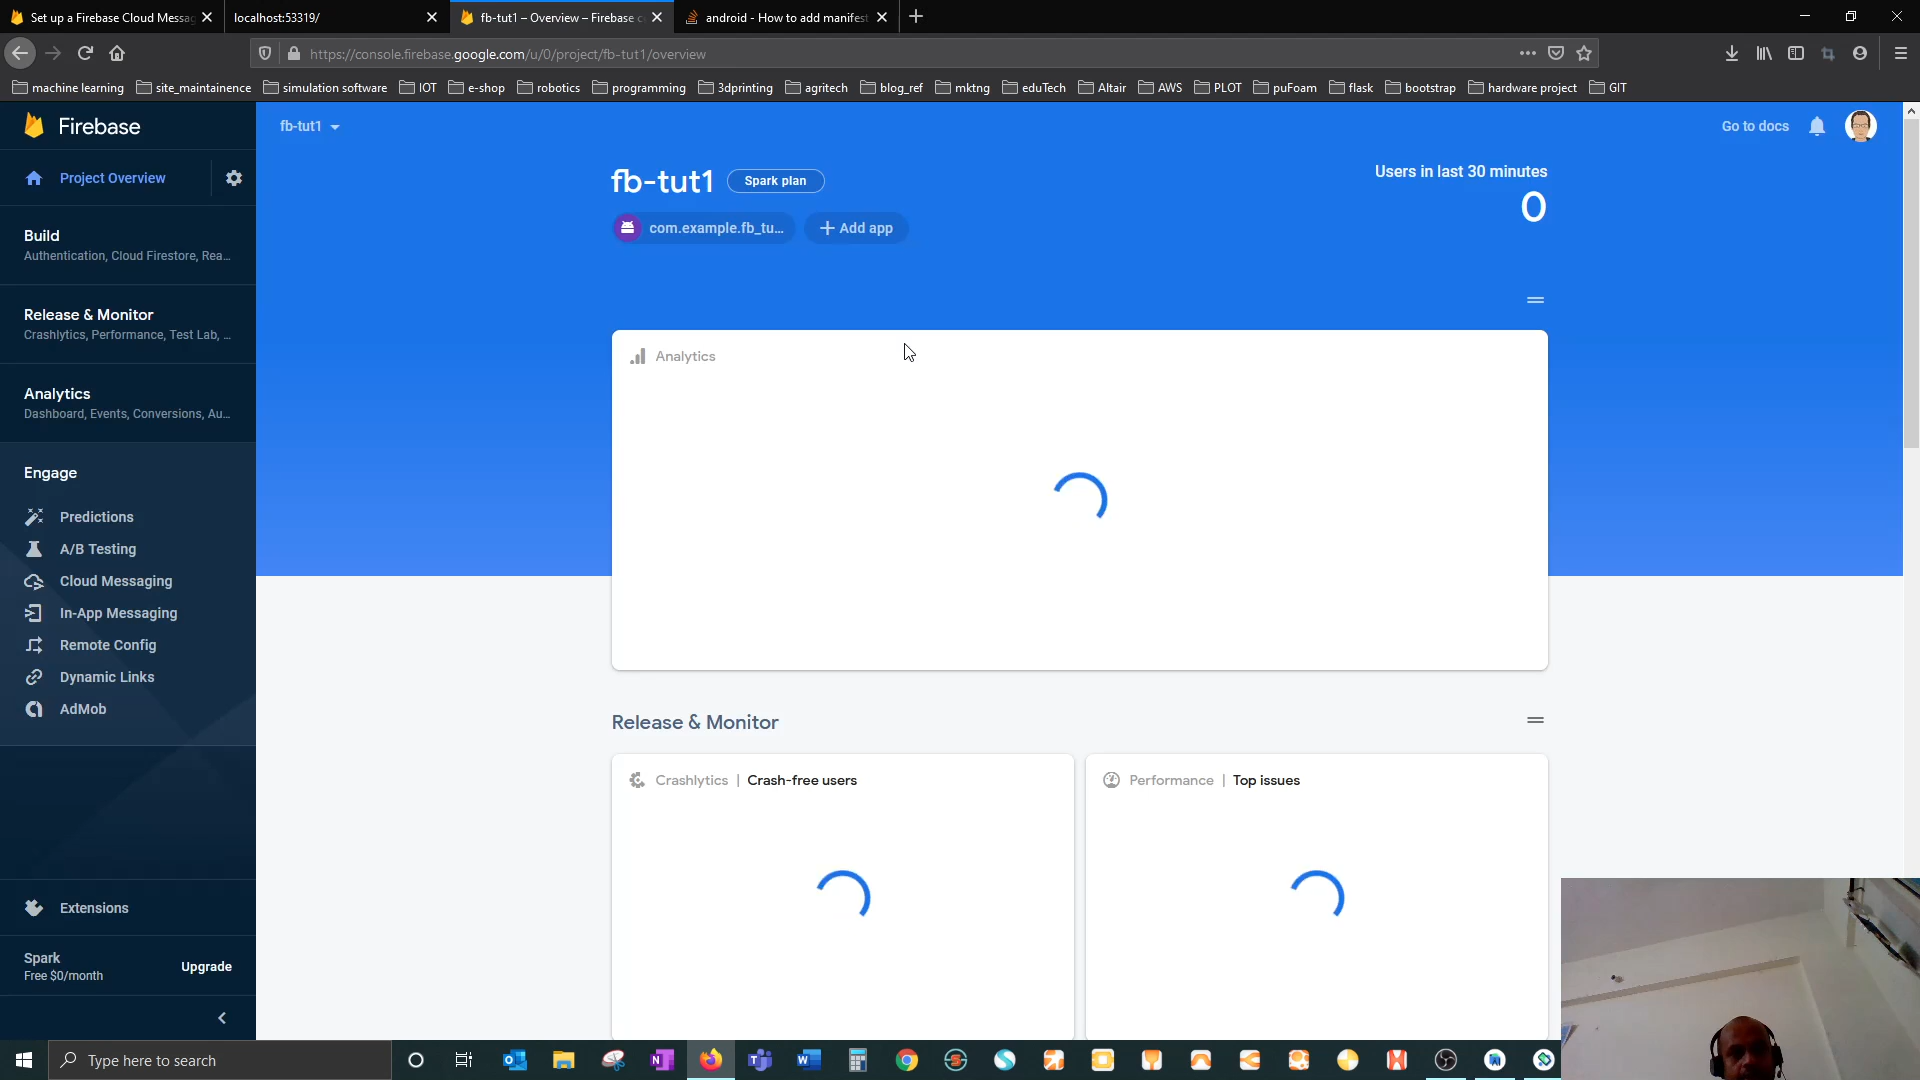 Set up a Firebase Cloud Messag
localhost:53319/
fb-tut1 – Overview – Firebase c
android - How to add manifest
https://console.firebase.google.com/u/0/project/fb-tut1/overview
machine learning
site_maintainence
simulation software
IOT
e-shop
robotics
programming
3dprinting
agritech
blog_ref
mktng
eduTech
Altair
AWS
PLOT
puFoam
flask
bootstrap
hardware project
GIT
Firebase
fb-tut1
Go to docs
Project Overview
fb-tut1
Spark plan
Users in last 30 minutes
0
com.example.fb_tu...
Add app
Build
Authentication, Cloud Firestore, Rea...
Release & Monitor
Crashlytics, Performance, Test Lab, ...
Analytics
Dashboard, Events, Conversions, Au...
Engage
Predictions
A/B Testing
Cloud Messaging
In-App Messaging
Remote Config
Dynamic Links
AdMob
Extensions
Spark
Free $0/month
Upgrade
Analytics
Release & Monitor
Crashlytics | Crash-free users
Performance | Top issues
Type here to search